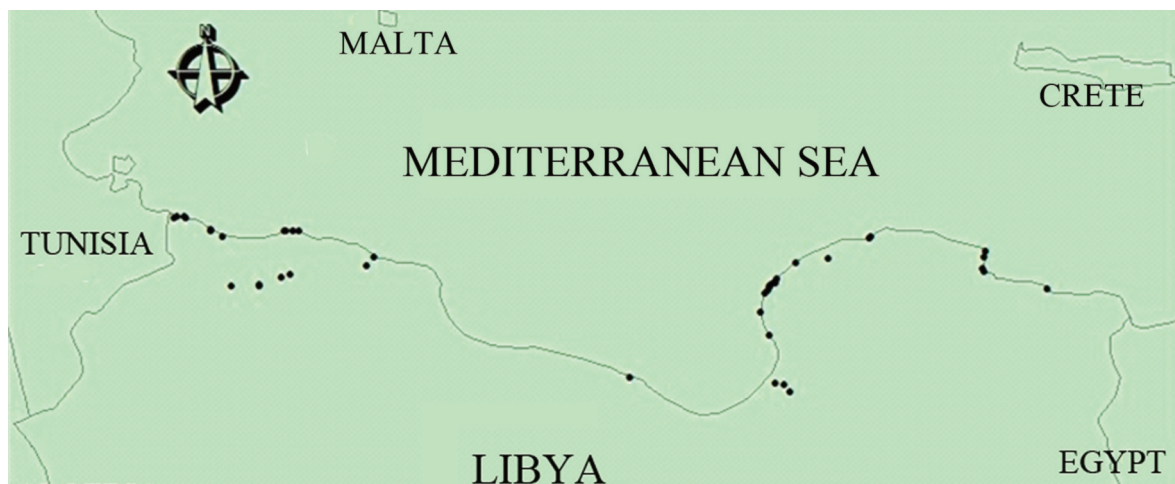 N
MALTA
CRETE
MEDITERRANEAN SEA
TUNISIA
LIBYA
EGYPT